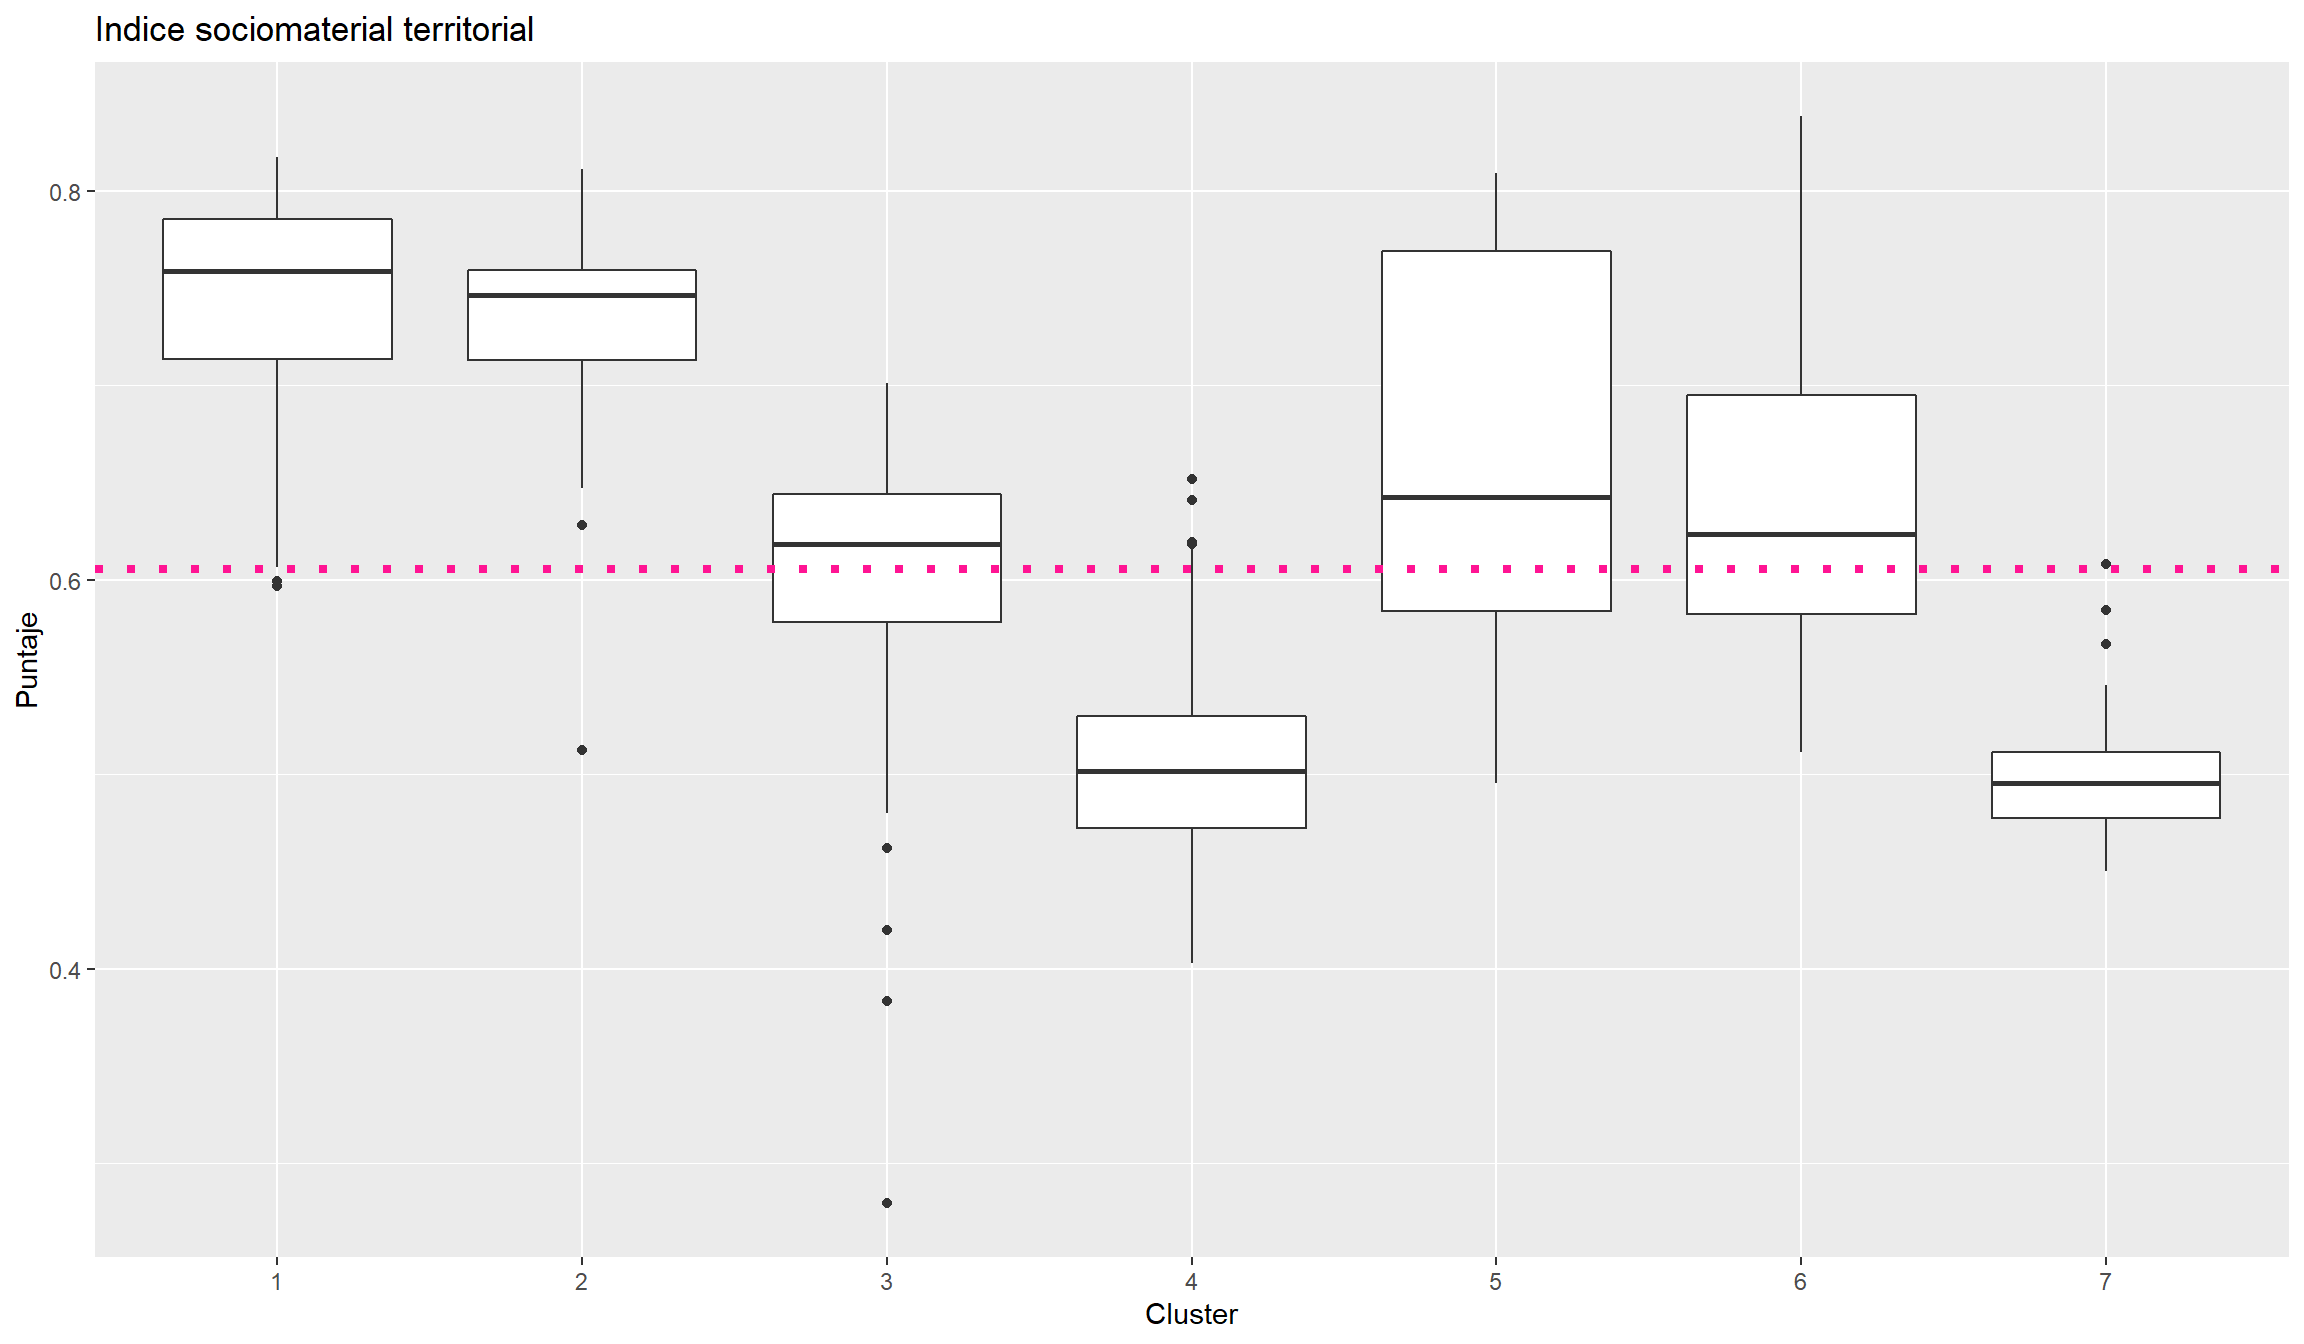 Indice sociomaterial territorial
0.8
0.6
0.4
Puntaje
1 2 3 4 5 6 7
Cluster